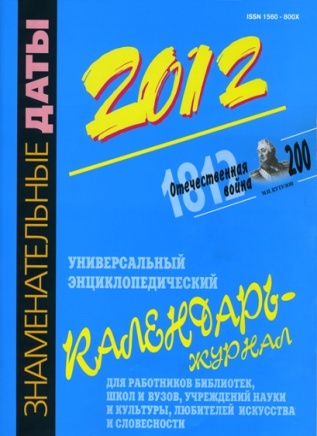 ISSN 1560 - 800X
ЗНАМЕНАТЕЛЬНЫЕ ДАТЫ
2012
1812
Отечественная
война
200
М.И. КУТУЗОВ
УНИВЕРСАЛЬНЫЙ
ЭНЦИКЛОПЕДИЧЕСКИЙ
КАЛЕНДАРЬ-
ЖУРНАЛ
ДЛЯ РАБОТНИКОВ БИБЛИОТЕК,
ШКОЛ И ВУЗОВ, УЧРЕЖДЕНИЙ НАУКИ
И КУЛЬТУРЫ, ЛЮБИТЕЛЕЙ ИСКУССТВА
И СЛОВЕСНОСТИ